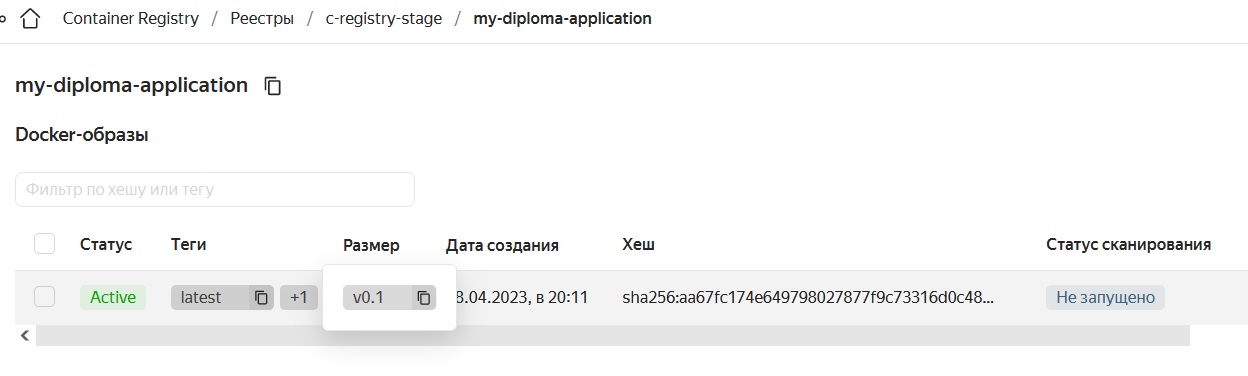 Container Registry / Реестры / c-registry-stage / my-diploma-application
my-diploma-application
Docker-образы
Фильтр по хешу или тегу
Статус Теги Размер Дата создания Хеш Статус сканирования
Active latest +1 v0.1 8.04.2023, в 20:11 sha256:aa67fc174e649798027877f9c73316d0c48... Не запущено